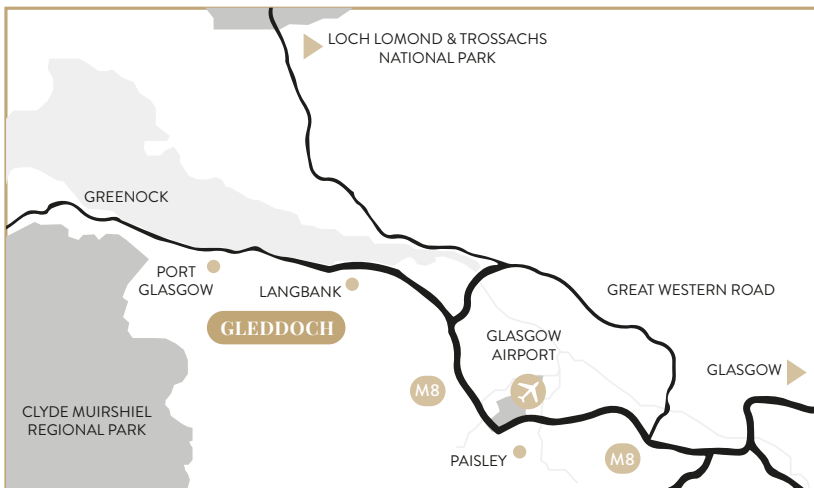 LOCH LOMOND & TROSSACHS
NATIONAL PARK
GREENOCK
PORT
GLASGOW
LANGBANK
GLEDDOCH
GREAT WESTERN ROAD
GLASGOW
AIRPORT
GLASGOW
M8
CLYDE MUIRSHIEL
REGIONAL PARK
PAISLEY
M8